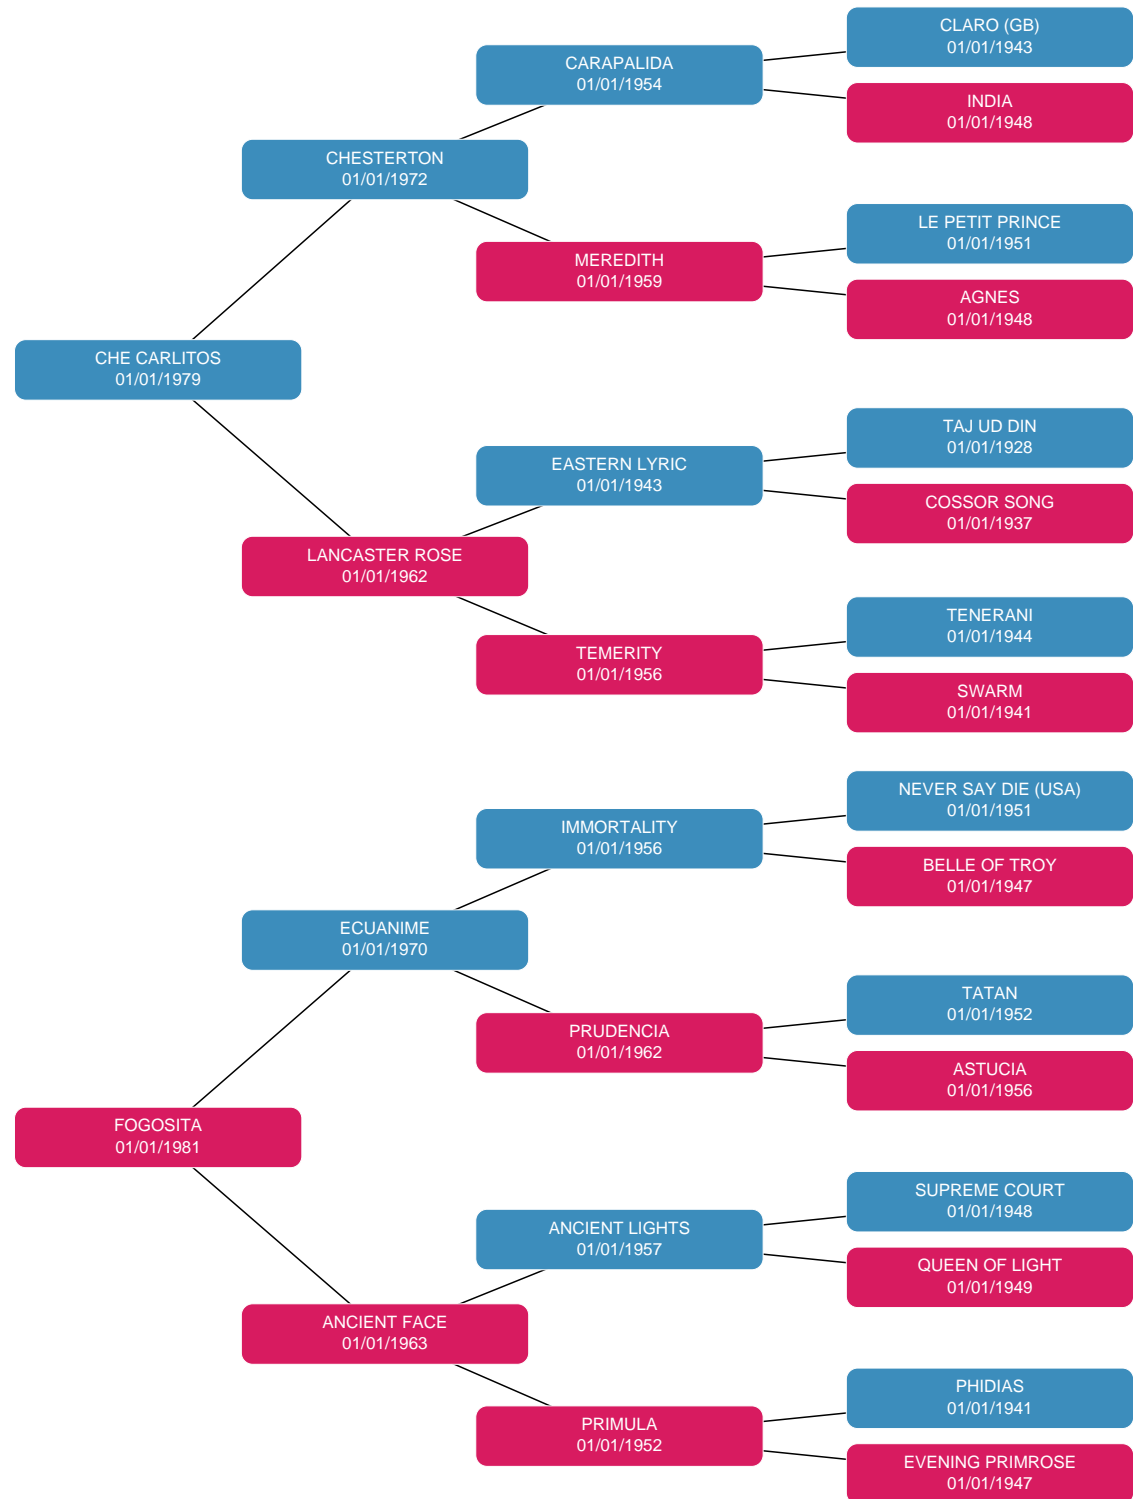 CLARO (GB)
01/01/1943
CARAPALIDA
01/01/1954
INDIA
01/01/1948
CHESTERTON
01/01/1972
LE PETIT PRINCE
01/01/1951
MEREDITH
01/01/1959
AGNES
01/01/1948
CHE CARLITOS
01/01/1979
TAJ UD DIN
01/01/1928
EASTERN LYRIC
01/01/1943
COSSOR SONG
01/01/1937
LANCASTER ROSE
01/01/1962
TENERANI
01/01/1944
TEMERITY
01/01/1956
SWARM
01/01/1941
NEVER SAY DIE (USA)
01/01/1951
IMMORTALITY
01/01/1956
BELLE OF TROY
01/01/1947
ECUANIME
01/01/1970
TATAN
01/01/1952
PRUDENCIA
01/01/1962
ASTUCIA
01/01/1956
FOGOSITA
01/01/1981
SUPREME COURT
01/01/1948
ANCIENT LIGHTS
01/01/1957
QUEEN OF LIGHT
01/01/1949
ANCIENT FACE
01/01/1963
PHIDIAS
01/01/1941
PRIMULA
01/01/1952
EVENING PRIMROSE
01/01/1947